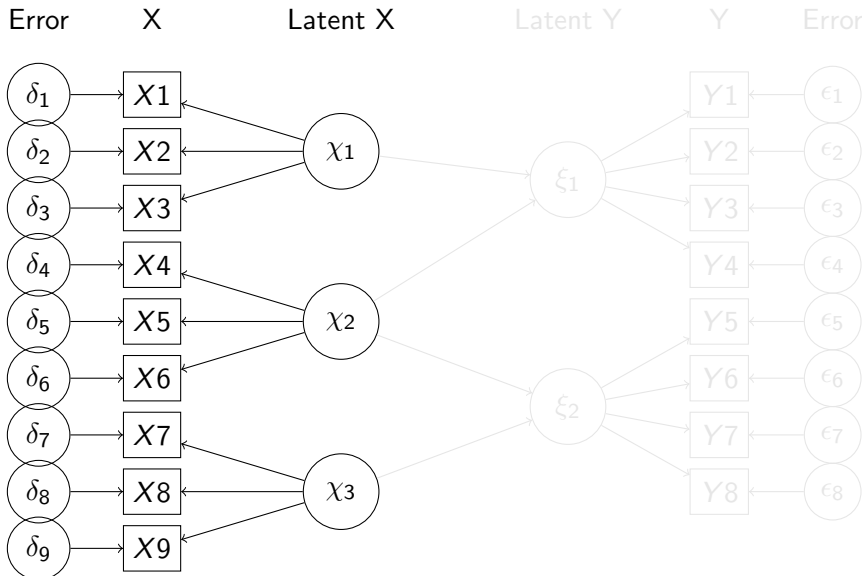 Error X Latent X Latent Y Y Error
δ1 X1 Y1 ϵ1
χ1
δ2 X2 Y2 ϵ2
ξ1
δ3 X3 Y3 ϵ3
δ4 X4 Y4 ϵ4
δ5 X5 χ2 Y5 ϵ5
δ6 X6 Y6 ϵ6
ξ2
δ7 X7 Y7 ϵ7
δ8 X8 χ3 Y8 ϵ8
δ9 X9